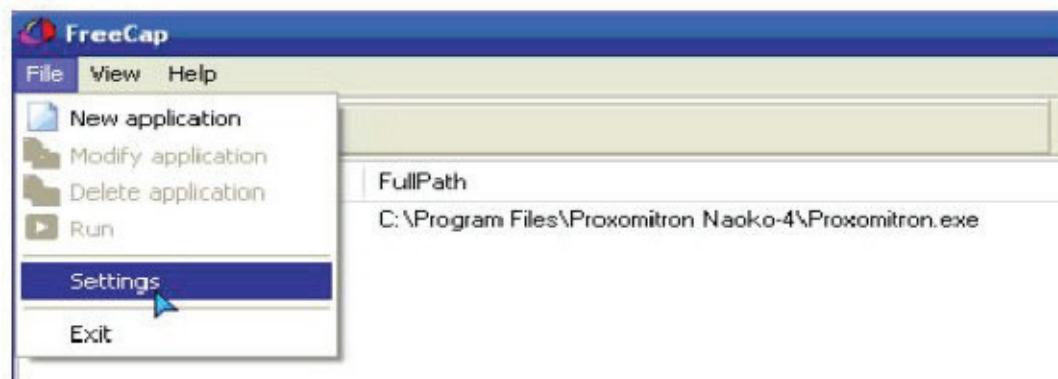 FreeCap
File View Help
New application
Modify application
Delete application
Run
Settings
Exit
FullPath
C:\Program Files\Proxomitron Naoko-4\Proxomitron.exe